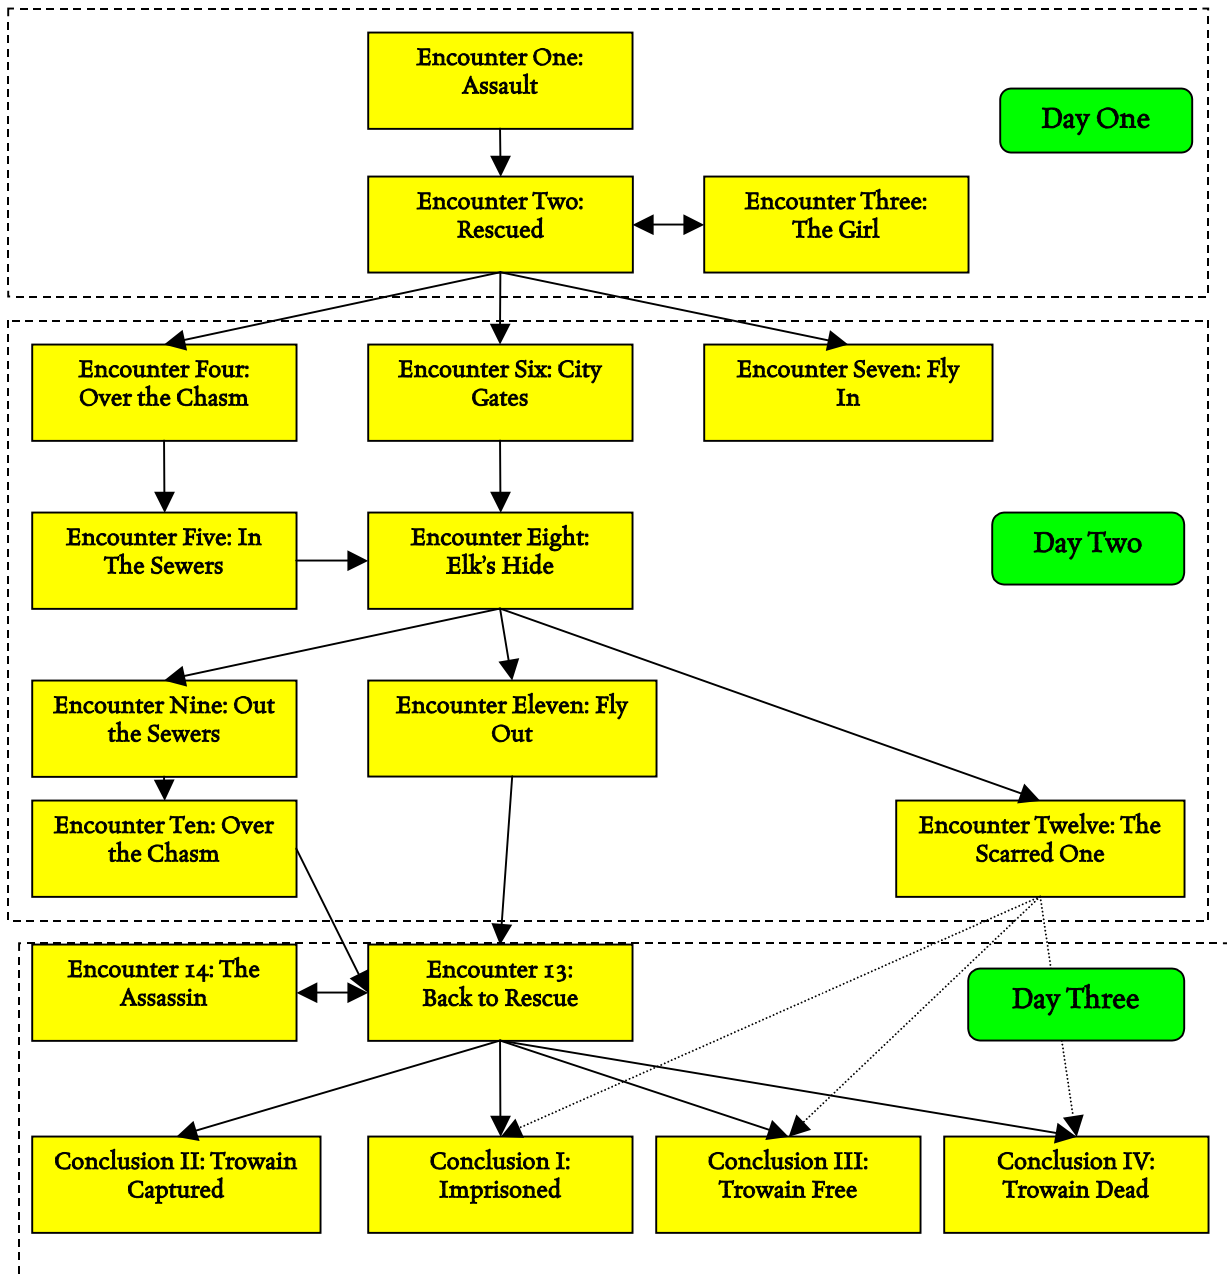 Encounter One:
Assault
Day One
Encounter Two:
Rescued
Encounter Three:
The Girl
Encounter Four:
Over the Chasm
Encounter Six: City
Gates
Encounter Seven: Fly
In
Encounter Five: In
The Sewers
Encounter Eight:
Elk’s Hide
Day Two
Encounter Nine: Out
the Sewers
Encounter Eleven: Fly
Out
Encounter Ten: Over
the Chasm
Encounter Twelve: The
Scarred One
Encounter 14: The
Assassin
Encounter 13:
Back to Rescue
Day Three
Conclusion II: Trowain
Captured
Conclusion I:
Imprisoned
Conclusion III:
Trowain Free
Conclusion IV:
Trowain Dead